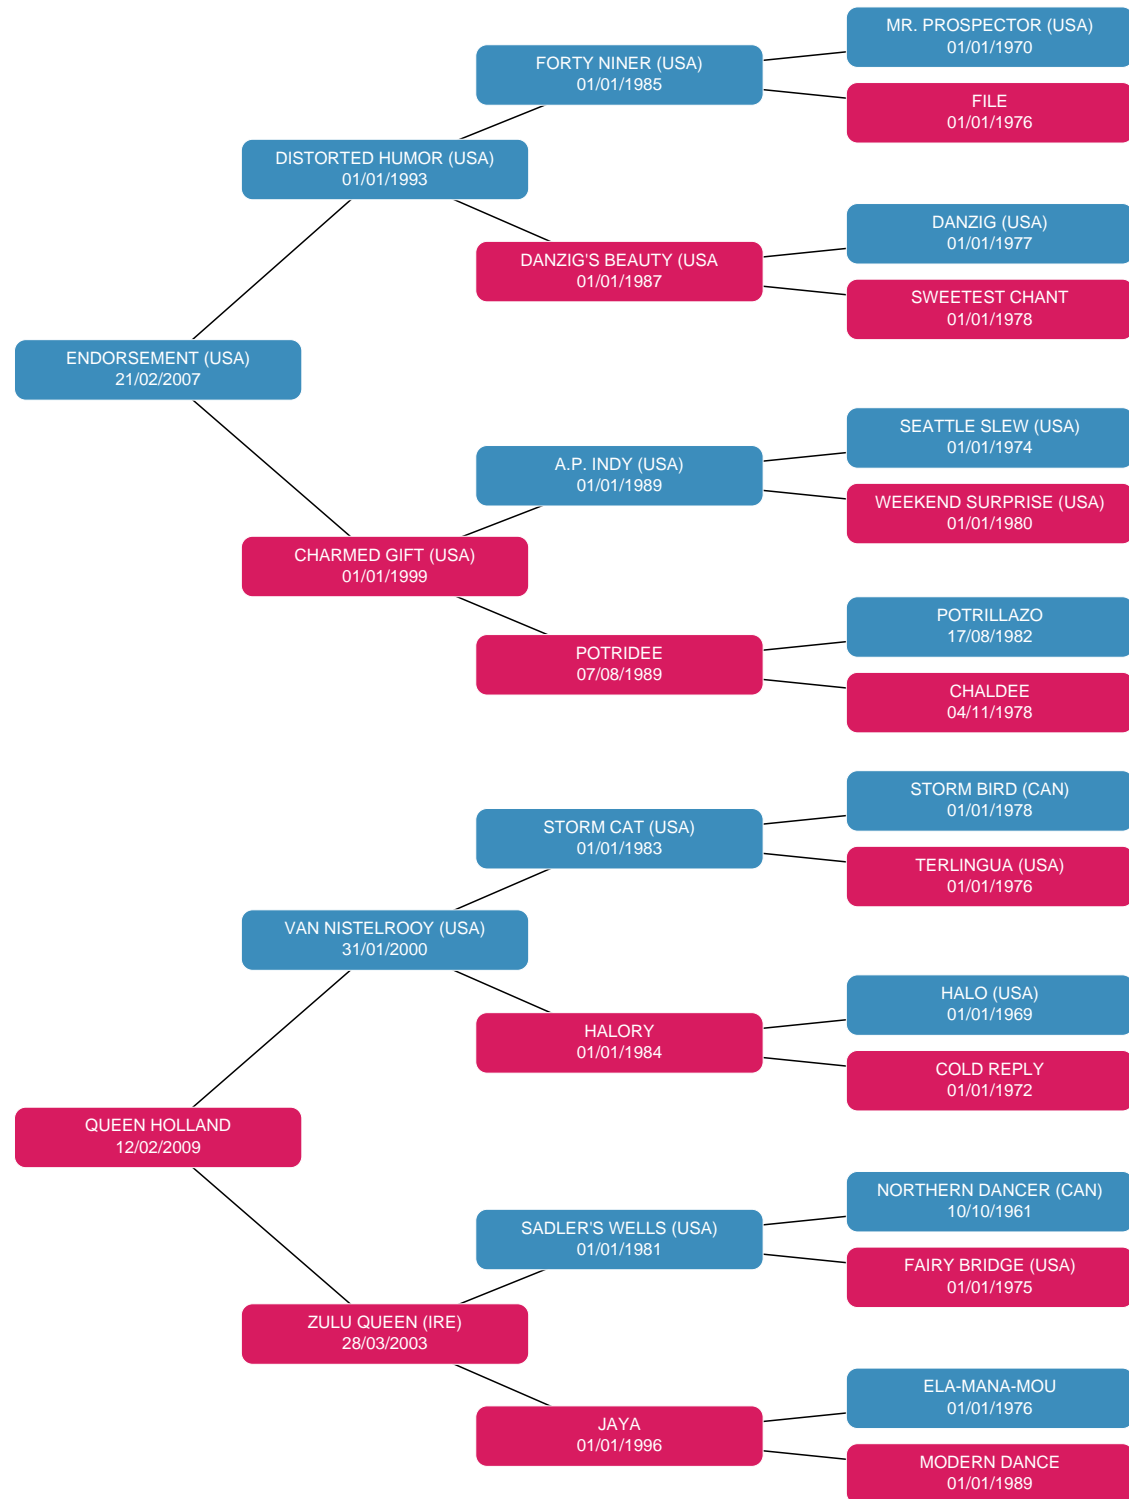 MR. PROSPECTOR (USA)
01/01/1970
FORTY NINER (USA)
01/01/1985
FILE
01/01/1976
DISTORTED HUMOR (USA)
01/01/1993
DANZIG (USA)
01/01/1977
DANZIG'S BEAUTY (USA
01/01/1987
SWEETEST CHANT
01/01/1978
ENDORSEMENT (USA)
21/02/2007
SEATTLE SLEW (USA)
01/01/1974
A.P. INDY (USA)
01/01/1989
WEEKEND SURPRISE (USA)
01/01/1980
CHARMED GIFT (USA)
01/01/1999
POTRILLAZO
17/08/1982
POTRIDEE
07/08/1989
CHALDEE
04/11/1978
STORM BIRD (CAN)
01/01/1978
STORM CAT (USA)
01/01/1983
TERLINGUA (USA)
01/01/1976
VAN NISTELROOY (USA)
31/01/2000
HALO (USA)
01/01/1969
HALORY
01/01/1984
COLD REPLY
01/01/1972
QUEEN HOLLAND
12/02/2009
NORTHERN DANCER (CAN)
10/10/1961
SADLER'S WELLS (USA)
01/01/1981
FAIRY BRIDGE (USA)
01/01/1975
ZULU QUEEN (IRE)
28/03/2003
ELA-MANA-MOU
01/01/1976
JAYA
01/01/1996
MODERN DANCE
01/01/1989